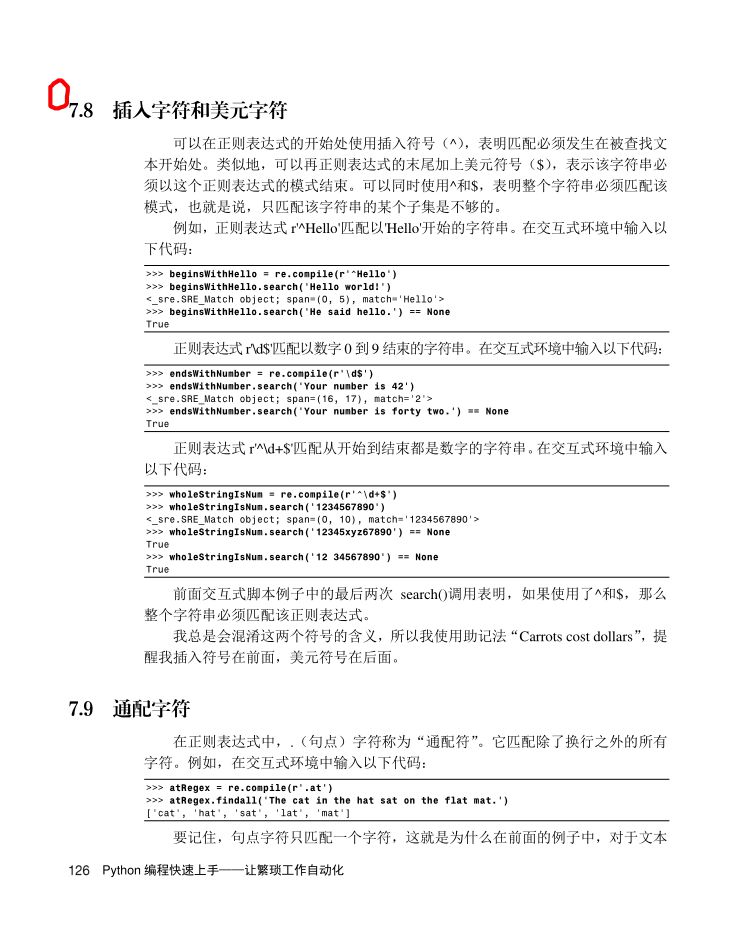 7.8 插入字符和美元字符
可以在正则表达式的开始处使用插入符号（^），表明匹配必须发生在被查找文
本开始处。类似地，可以再正则表达式的末尾加上美元符号（$），表示该字符串必
须以这个正则表达式的模式结束。可以同时使用^和$，表明整个字符串必须匹配该
模式，也就是说，只匹配该字符串的某个子集是不够的。
例如，正则表达式 r'^Hello'匹配以'Hello'开始的字符串。在交互式环境中输入以
下代码：
>>> beginsWithHello = re.compile(r'^Hello')
>>> beginsWithHello.search('Hello world!')
<_sre.SRE_Match object; span=(0, 5), match='Hello'>
>>> beginsWithHello.search('He said hello.') == None
True
正则表达式 r'\d$'匹配以数字 0 到 9 结束的字符串。在交互式环境中输入以下代码：
>>> endsWithNumber = re.compile(r'\d$')
>>> endsWithNumber.search('Your number is 42')
<_sre.SRE_Match object; span=(16, 17), match='2'>
>>> endsWithNumber.search('Your number is forty two.') == None
True
正则表达式 r'^\d+$'匹配从开始到结束都是数字的字符串。在交互式环境中输入
以下代码：
>>> wholeStringIsNum = re.compile(r'^\d+$')
>>> wholeStringIsNum.search('1234567890')
<_sre.SRE_Match object; span=(0, 10), match='1234567890'>
>>> wholeStringIsNum.search('12345xyz67890') == None
True
>>> wholeStringIsNum.search('12 34567890') == None
True
前面交互式脚本例子中的最后两次 search()调用表明，如果使用了^和$，那么
整个字符串必须匹配该正则表达式。
我总是会混淆这两个符号的含义，所以我使用助记法“Carrots cost dollars”，提
醒我插入符号在前面，美元符号在后面。
7.9 通配字符
在正则表达式中，.（句点）字符称为“通配符”。它匹配除了换行之外的所有
字符。例如，在交互式环境中输入以下代码：
>>> atRegex = re.compile(r'.at')
>>> atRegex.findall('The cat in the hat sat on the flat mat.')
['cat', 'hat', 'sat', 'lat', 'mat']
要记住，句点字符只匹配一个字符，这就是为什么在前面的例子中，对于文本
126 Python 编程快速上手——让繁琐工作自动化